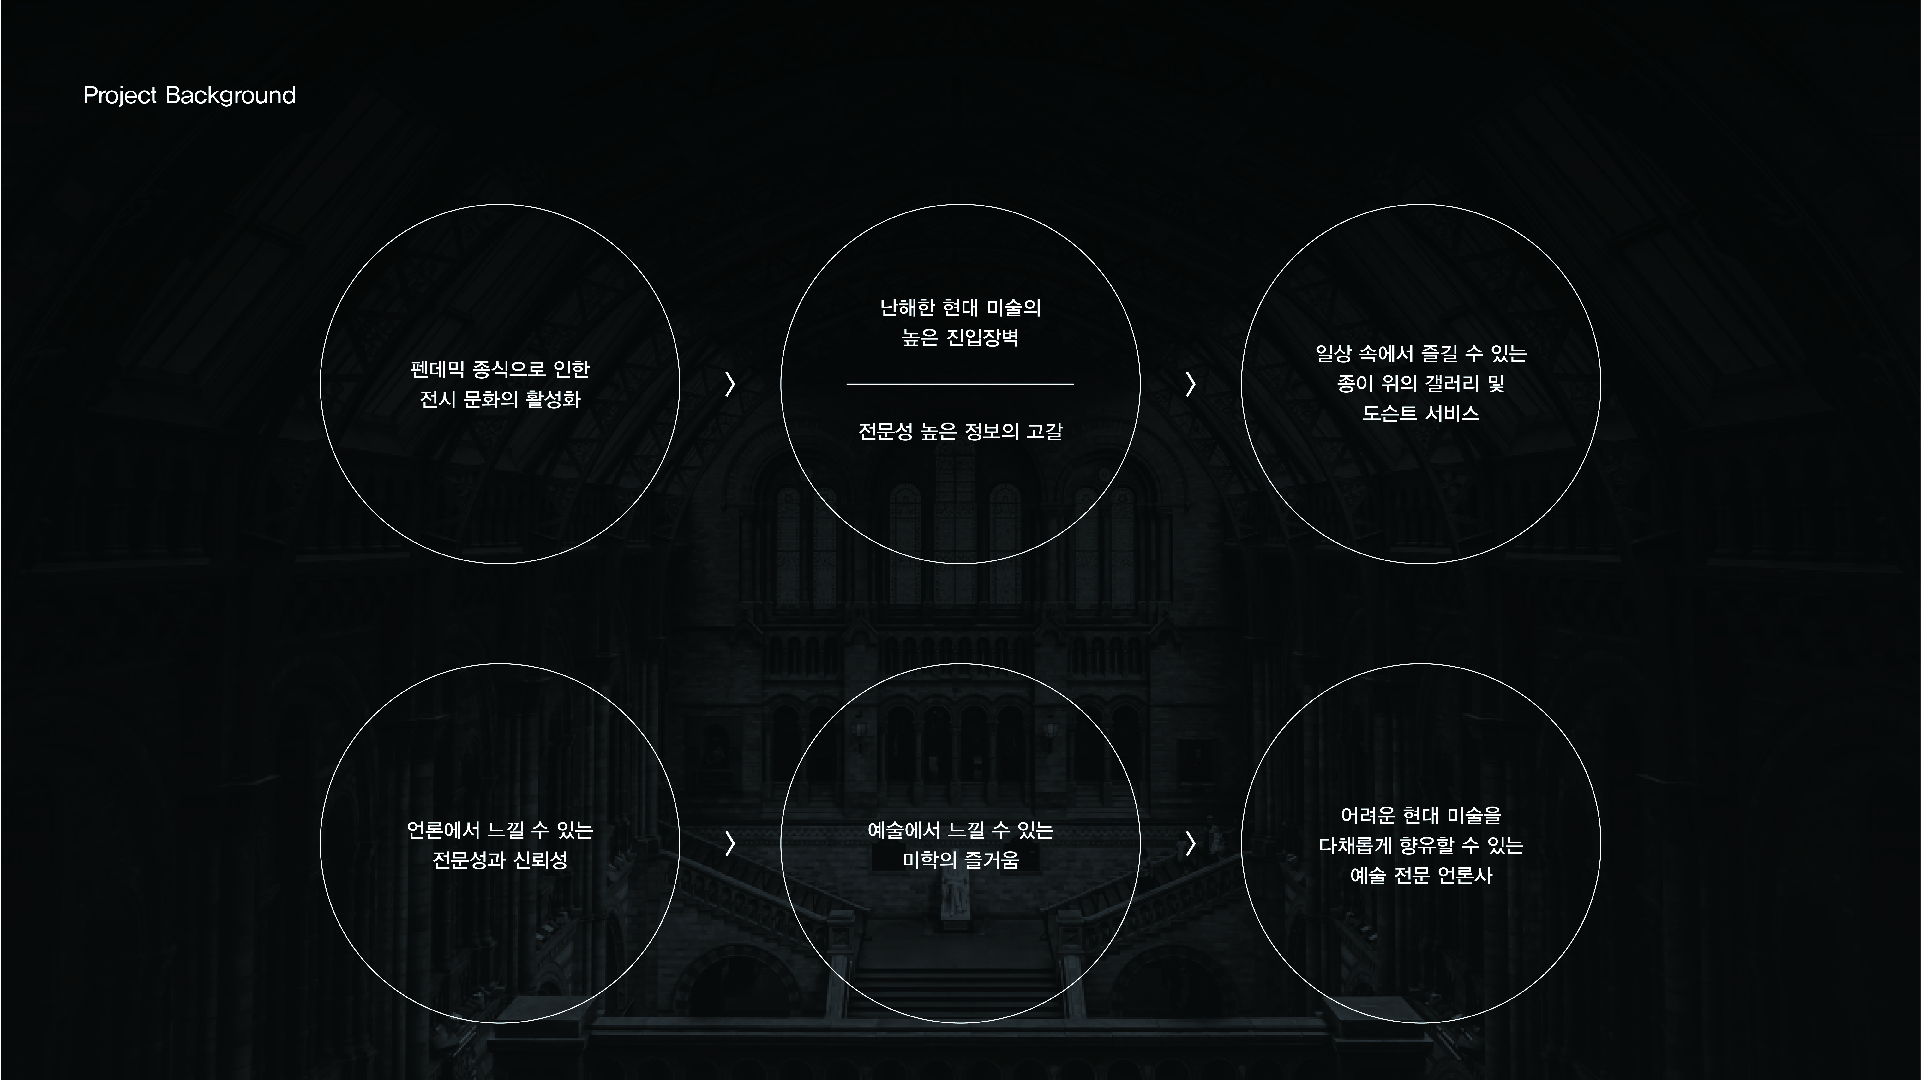 Project Background
펜데믹 종식으로 인한
전시 문화의 활성화
〉
난해한 현대 미술의
높은 진입장벽
전문성 높은 정보의 고갈
〉
일상 속에서 즐길 수 있는
종이 위의 갤러리 및
도슨트 서비스
언론에서 느낄 수 있는
전문성과 신뢰성
〉
예술에서 느낄 수 있는
미학의 즐거움
〉
어려운 현대 미술을
다채롭게 향유할 수 있는
예술 전문 언론사